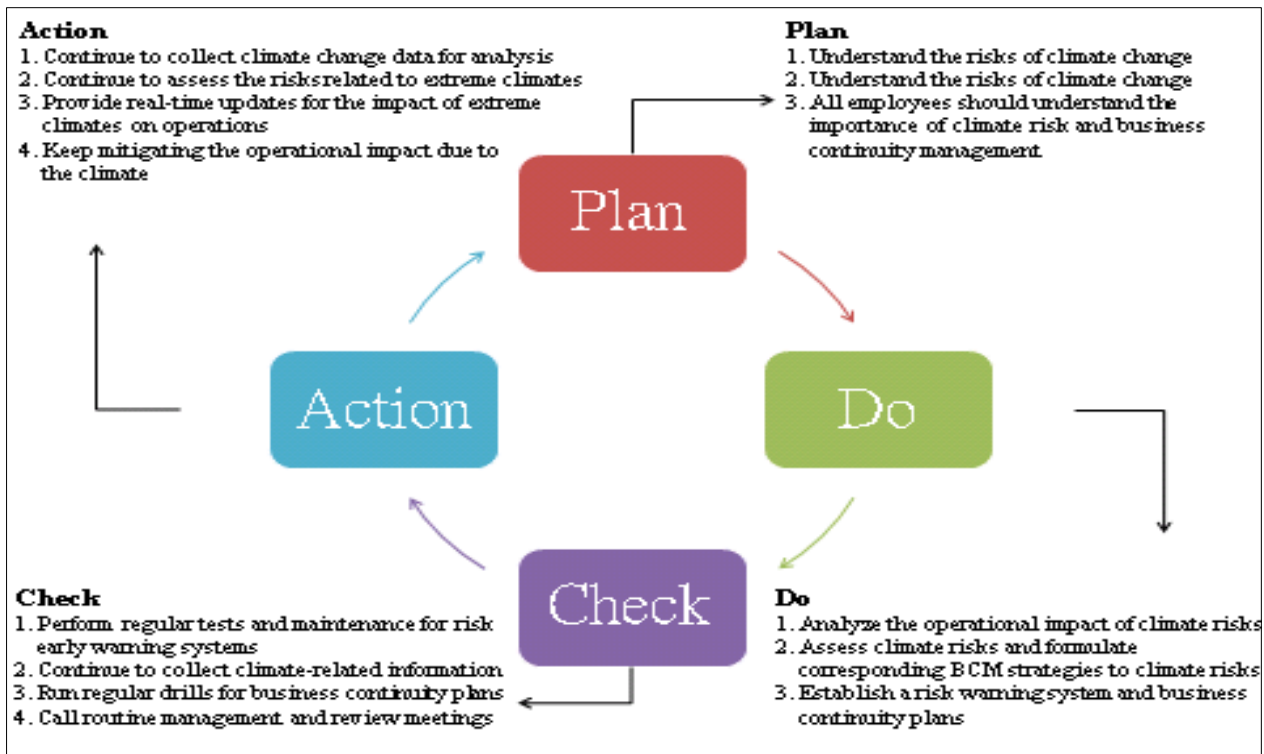 Action
1. Continue to collect climate change data for analysis
2. Continue to assess the risks related to extreme climates
3. Provide real-time updates for the impact of extreme
climates on operations
4. Keep mitigating the operational impact due to
the climate
Plan
1. Understand the risks of climate change
2. Understand the risks of climate change
3. All employees should understand the
importance of climate risk and business
continuity management
Plan
Action
Do
Check
Check
1. Perform regular tests and maintenance for risk
early warning systems
2. Continue to collect climate-related information
3. Run regular drills for business continuity plans
4. Call routine management and review meetings
Do
1. Analyze the operational impact of climate risks
2. Assess climate risks and formulate
corresponding BCM strategies to climate risks
3. Establish a risk warning system and business
continuity plans